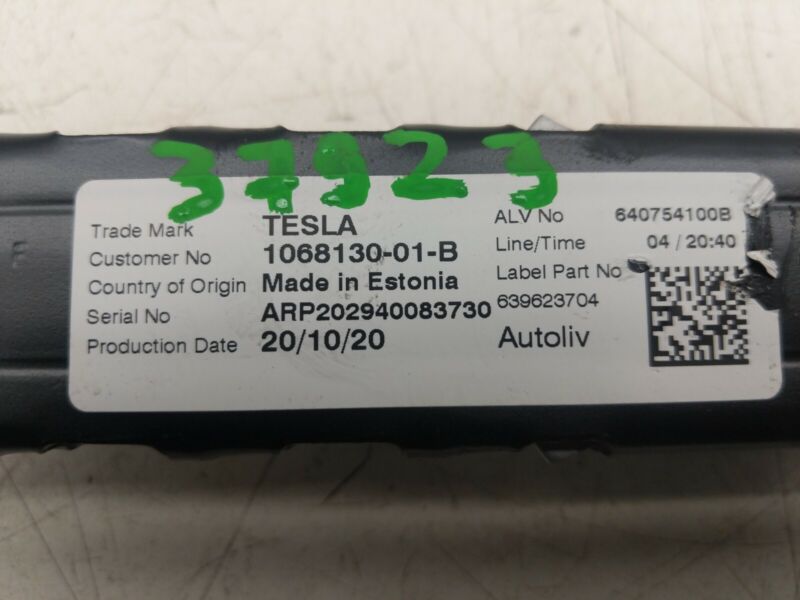 37923
Trade Mark TESLA
Customer No 1068130-01-B
Country of Origin Made in Estonia
Serial No ARP202940083730
Production Date 20/10/20
ALV No 640754100B
Line/Time 04 / 20:40
Label Part No
639623704
Autoliv
F